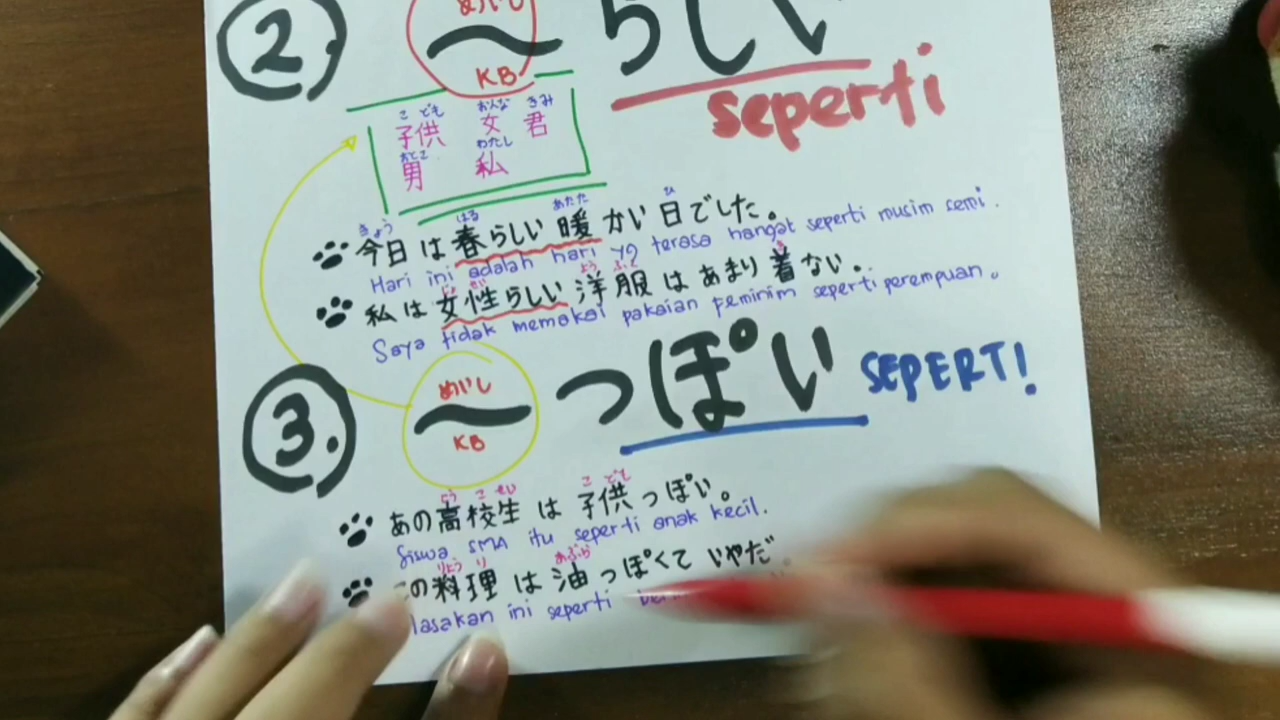 2.
めいし
〜らしい
KB
seperti
こ ども おんな きみ
子供 女 君
おとこ わたし
男 私
きょう はる あたた ひ
今日は春らしい暖かい日でした。
Hari ini adalah hari yg terasa hangat seperti musim semi.
じょ せい よう ふく き
私は女性らしい洋服はあまり着ない。
Saya tidak memakai pakaian feminim seperti perempuan.
3.
めいし
〜っぽい SEPERTI
KB
こう こ せい こ ども
あの高校生は子供っぽい。
Siswa SMA itu seperti anak kecil.
りょう り あぶら
の料理は油っぽくていやだ。
asakan ini seperti